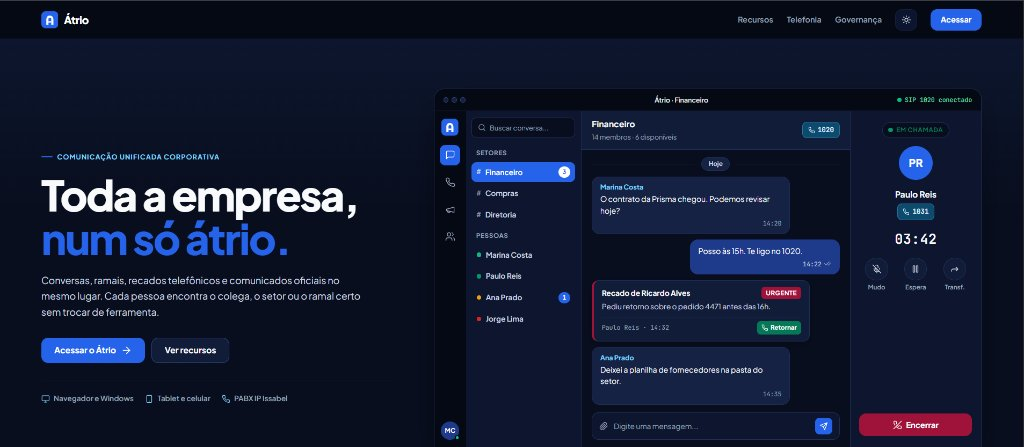 Átrio
Recursos
Telefonia
Governança
Acessar
COMUNICAÇÃO UNIFICADA CORPORATIVA
Toda a empresa,
num só átrio.
Conversas, ramais, recados telefônicos e comunicados oficiais no
mesmo lugar. Cada pessoa encontra o colega, o setor ou o ramal certo
sem trocar de ferramenta.
Acessar o Átrio
Ver recursos
Navegador e Windows
Tablet e celular
PABX IP Issabel
Átrio · Financeiro
SIP 1020 conectado
Buscar conversa...
SETORES
# Financeiro 3
# Compras
# Diretoria
PESSOAS
Marina Costa
Paulo Reis
Ana Prado 1
Jorge Lima
MC
Financeiro
14 membros · 6 disponíveis
1020
Hoje
Marina Costa
O contrato da Prisma chegou. Podemos revisar
hoje?
14:20
Posso às 15h. Te ligo no 1020.
14:22
Recado de Ricardo Alves
URGENTE
Pediu retorno sobre o pedido 4471 antes das 16h.
Paulo Reis · 14:32
Retornar
Ana Prado
Deixei a planilha de fornecedores na pasta do
setor.
14:35
Digite uma mensagem...
EM CHAMADA
PR
Paulo Reis
1031
03:42
Mudo
Espera
Transf.
Encerrar